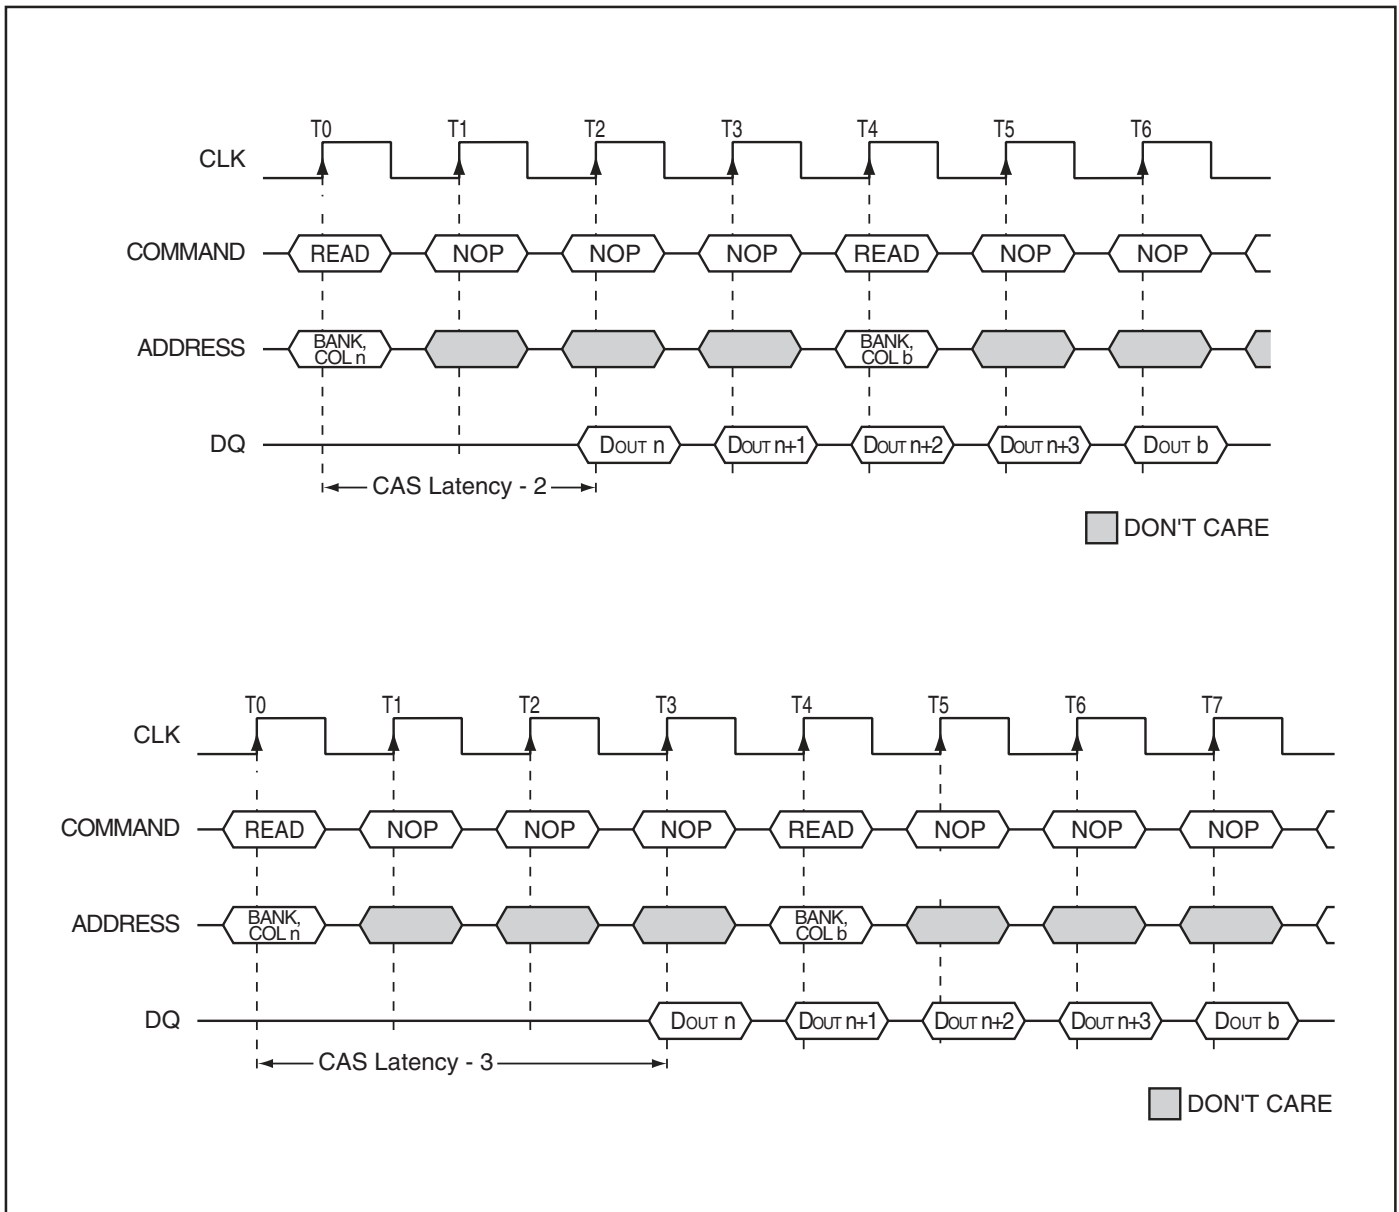 T0 T1 T2 T3 T4 T5 T6
CLK
COMMAND READ NOP NOP NOP READ NOP NOP
ADDRESS BANK, COL n BANK, COL b
DQ DOUT n DOUT n+1 DOUT n+2 DOUT n+3 DOUT b
CAS Latency - 2
DON'T CARE
T0 T1 T2 T3 T4 T5 T6 T7
CLK
COMMAND READ NOP NOP NOP READ NOP NOP NOP
ADDRESS BANK, COL n BANK, COL b
DQ DOUT n DOUT n+1 DOUT n+2 DOUT n+3 DOUT b
CAS Latency - 3
DON'T CARE